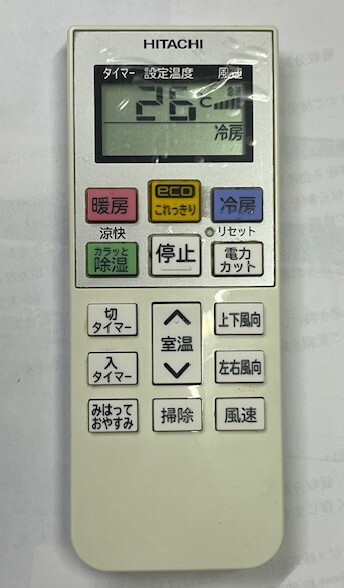 HITACHI
タイマー 設定温度 風速
急速
26℃
冷房
暖房
eco
これっきり
冷房
涼快
カラッと
除湿
停止
リセット
電力
カット
切
タイマー
室温
上下風向
入
タイマー
左右風向
みはって
おやすみ
掃除
風速